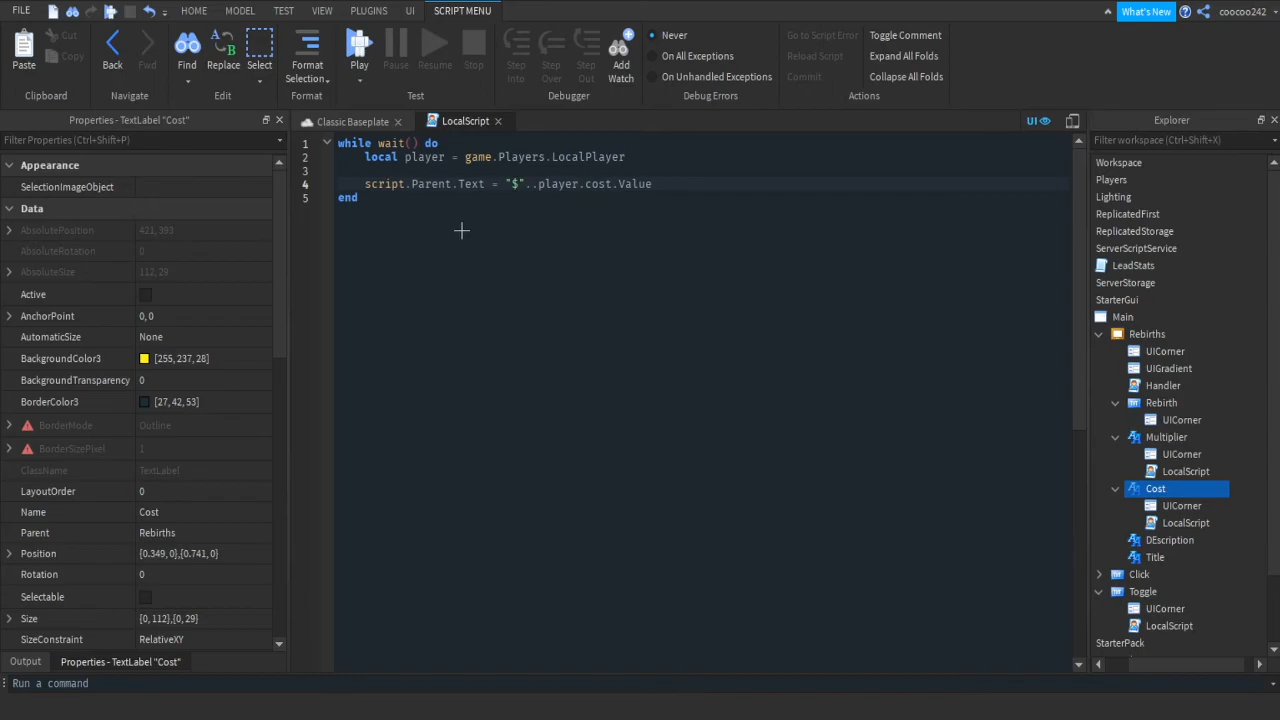 FILE
HOME
MODEL
TEST
VIEW
PLUGINS
UI
SCRIPT MENU
What's New
coocoo242
Paste
Cut
Copy
Clipboard
Back
Fwd
Navigate
Find
Replace
Select
Edit
Format
Selection
Format
Play
Pause
Resume
Stop
Test
Step
Into
Step
Over
Step
Out
Add
Watch
Debugger
Never
On All Exceptions
On Unhandled Exceptions
Debug Errors
Go to Script Error
Reload Script
Commit
Toggle Comment
Expand All Folds
Collapse All Folds
Actions
Properties - TextLabel "Cost"
Filter Properties (Ctrl+Shift+P)
Appearance
SelectionImageObject
Data
AbsolutePosition 421, 393
AbsoluteRotation 0
AbsoluteSize 112, 29
Active
AnchorPoint 0, 0
AutomaticSize None
BackgroundColor3 [255, 237, 28]
BackgroundTransparency 0
BorderColor3 [27, 42, 53]
BorderMode Outline
BorderSizePixel 1
ClassName TextLabel
LayoutOrder 0
Name Cost
Parent Rebirths
Position {0.349, 0},{0.741, 0}
Rotation 0
Selectable
Size {0, 112},{0, 29}
SizeConstraint RelativeXY
Output
Properties - TextLabel "Cost"
Run a command
Classic Baseplate
LocalScript
UI
1 while wait() do
2 local player = game.Players.LocalPlayer
3
4 script.Parent.Text = "$"..player.cost.Value
5 end
Explorer
Filter workspace (Ctrl+Shift+X)
Workspace
Players
Lighting
ReplicatedFirst
ReplicatedStorage
ServerScriptService
LeadStats
ServerStorage
StarterGui
Main
Rebirths
UICorner
UIGradient
Handler
Rebirth
UICorner
Multiplier
UICorner
LocalScript
Cost
UICorner
LocalScript
DEscription
Title
Click
Toggle
UICorner
LocalScript
StarterPack